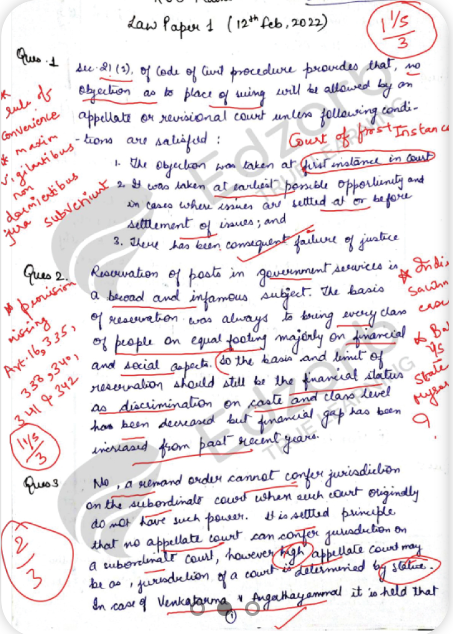 Law Paper 1 (12th Feb, 2022)
1 1/5
3
Ques. 1
Sec. 21 (1), of Code of Civil procedure provides that, no
objection as to place of suing will be allowed by an
appellate or revisional court unless following condi-
-tions are satisfied :
Court of first Instance
1. The objection was taken at first instance in court
2. It was taken at earliest possible opportunity and
in cases where issues are settled at or before
settlement of issues; and
3. There has been consequent failure of justice
* rule of
convenience
* maxim
vigilantibus
non
dormientibus
jura
subveniunt
Ques 2.
Reservation of posts in government services is
a broad and infamous subject. The basis
of reservation was always to bring every class
of people on equal footing majorly on financial
and social aspects. So the basis and limit of
reservation should still be the financial status
as discrimination on caste and class level
has been decreased but financial gap has been
increased from past recent years.
* provision
missing
Art. 16, 335,
338, 340,
341 & 342
1 1/5
3
* Indi
Sawhn
case
vs
State
Ques 3
No, a remand order cannot confer jurisdiction
on the subordinate court when such court originally
do not have such power. It is settled principle
that no appellate court can confer jurisdiction on
a subordinate court, however high appellate court may
be as, jurisdiction of a court is determined by statue.
In case of Venkatarma v Angathayammal it is held that
2
3
1
Edzorb
Edzorb